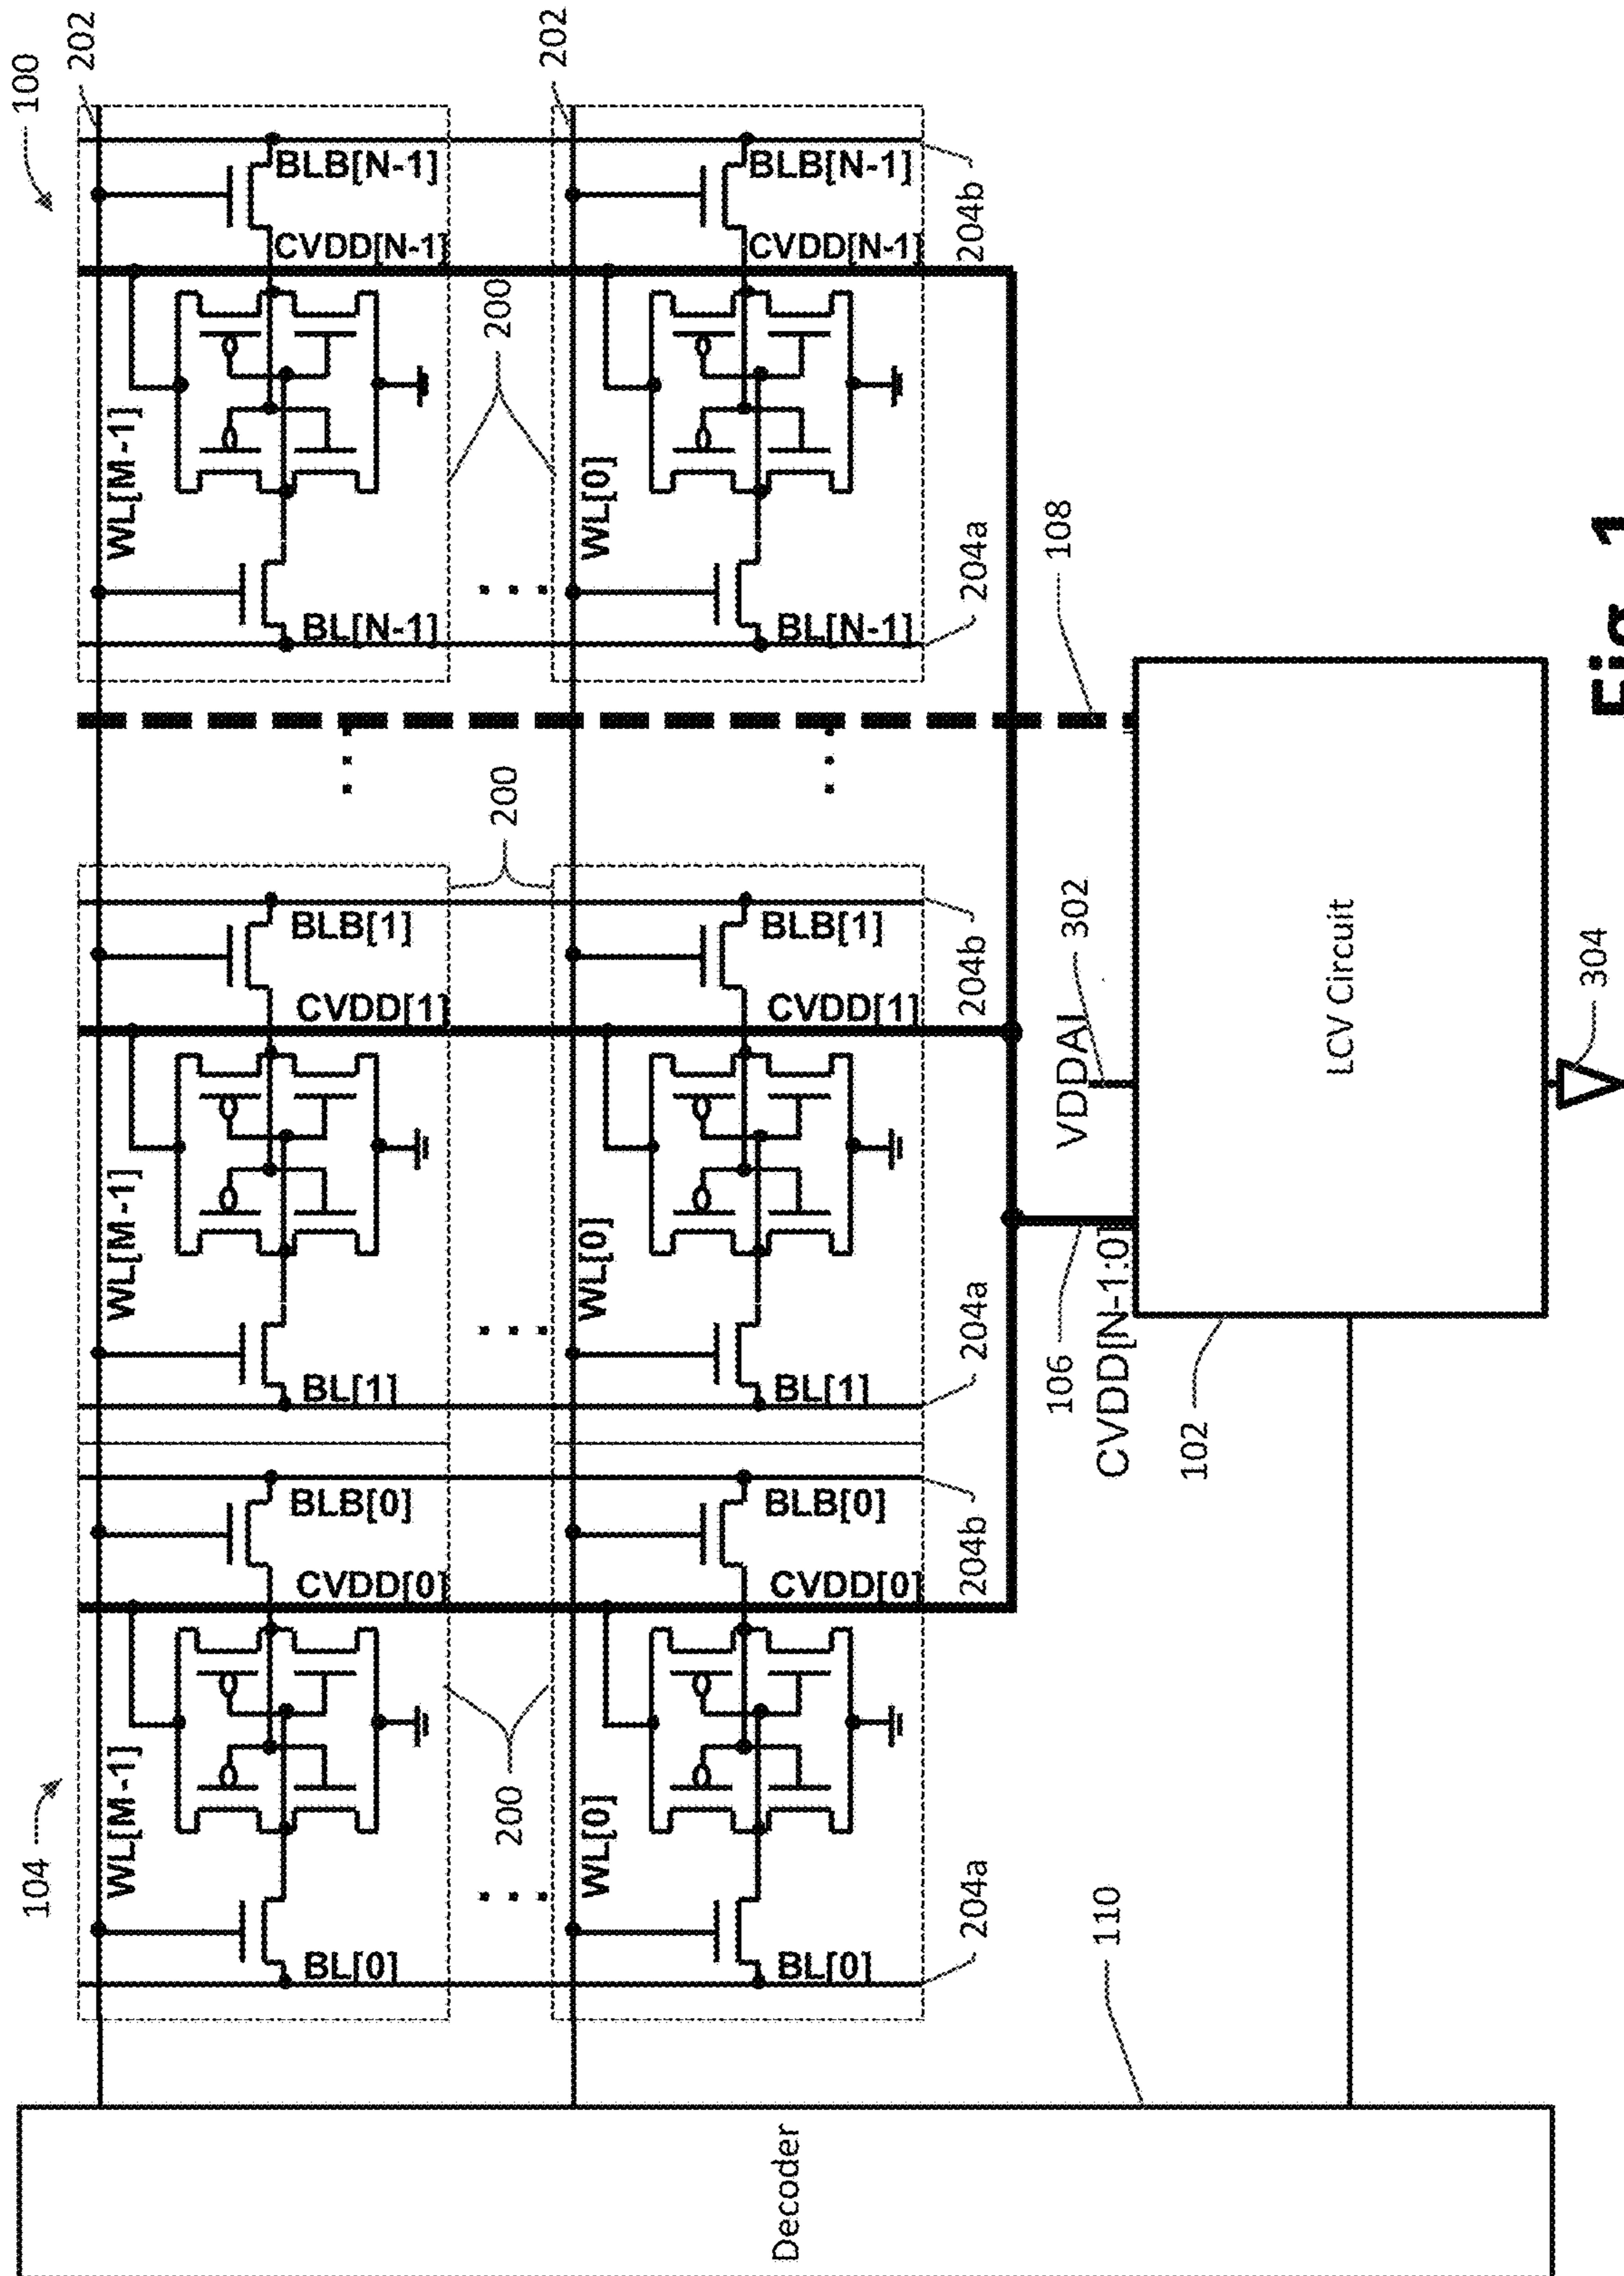 104
100
202
WL[M-1]
WL[M-1]
WL[M-1]
BL[0]
CVDD[0]
BLB[0]
BL[1]
CVDD[1]
BLB[1]
BL[N-1]
CVDD[N-1]
BLB[N-1]
200
200
200
202
WL[0]
WL[0]
WL[0]
BL[0]
CVDD[0]
BLB[0]
BL[1]
CVDD[1]
BLB[1]
BL[N-1]
CVDD[N-1]
BLB[N-1]
Decoder
204a
204b
204a
204b
204a
204b
106
VDDAI
302
108
CVDD[N-1:0]
110
102
LCV Circuit
304